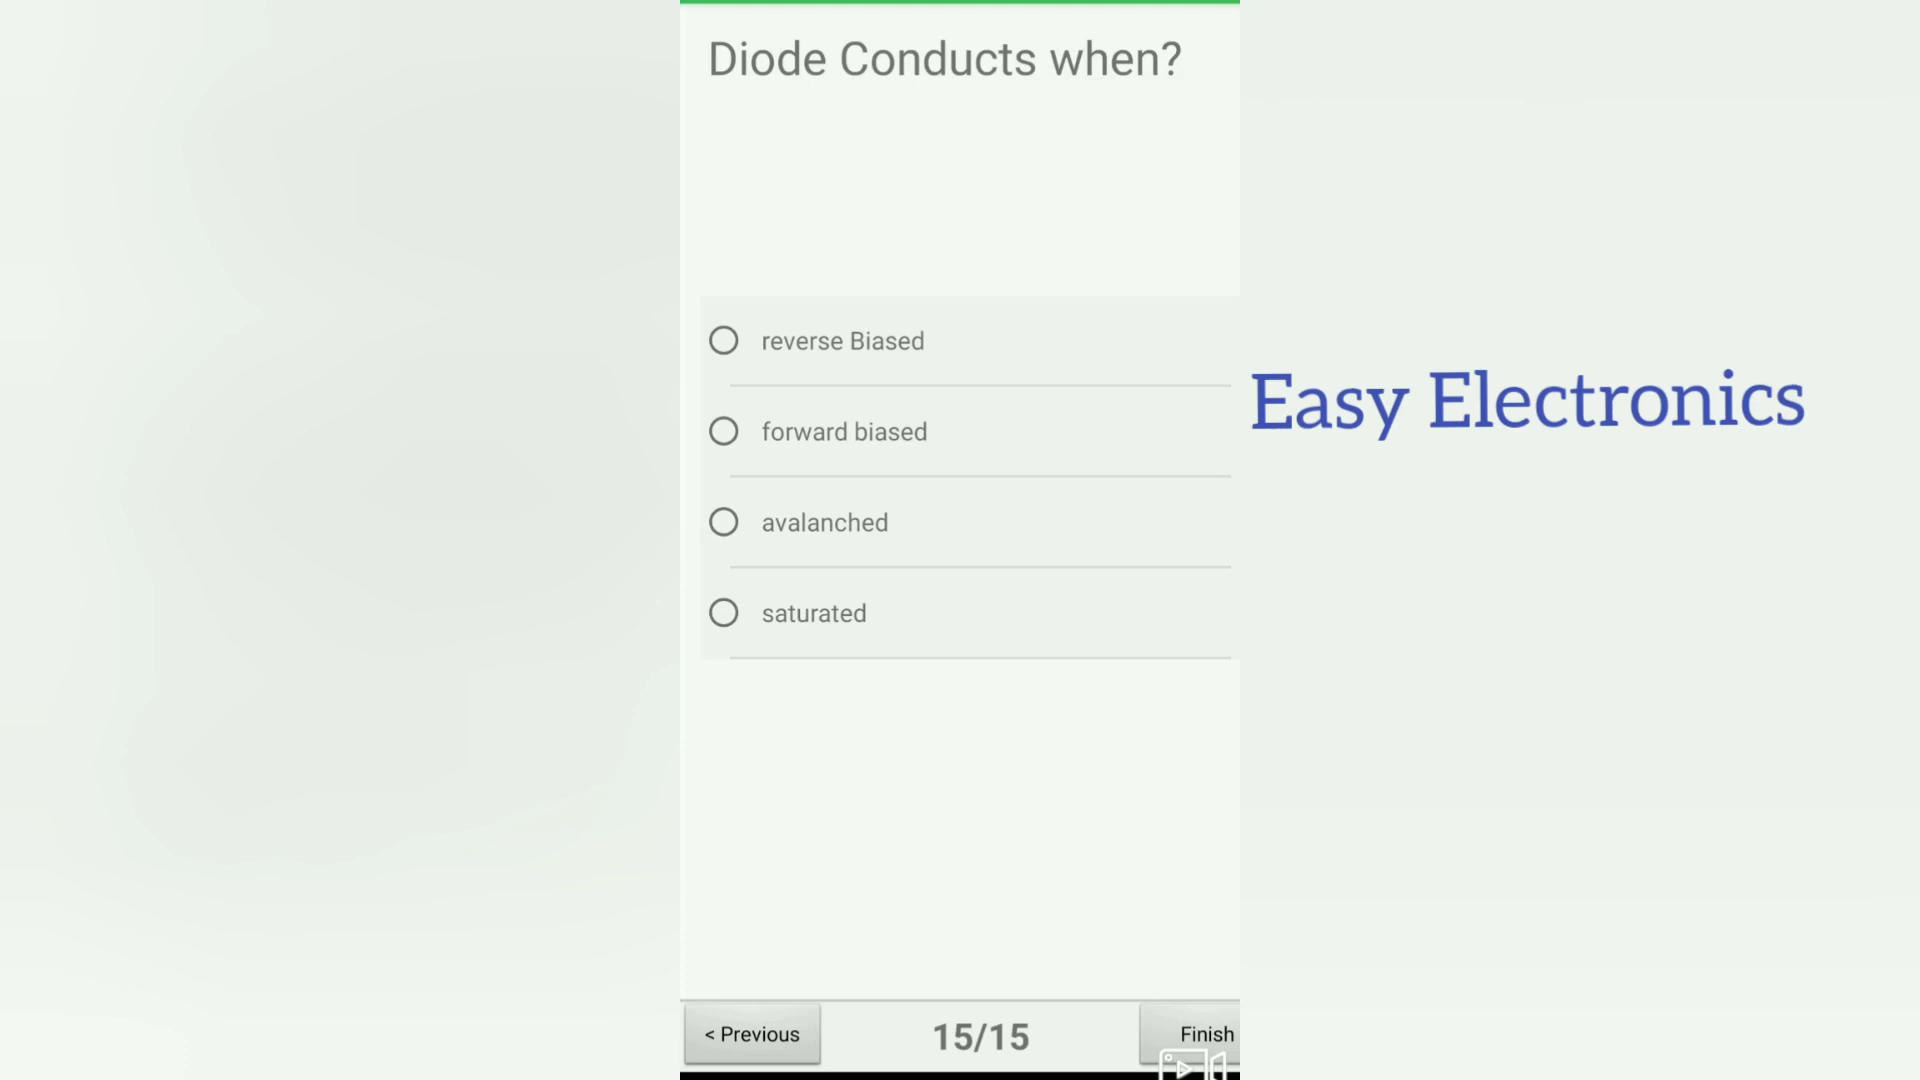 Diode Conducts when?
reverse Biased
forward biased
avalanched
saturated
Easy Electronics
< Previous
15/15
Finish